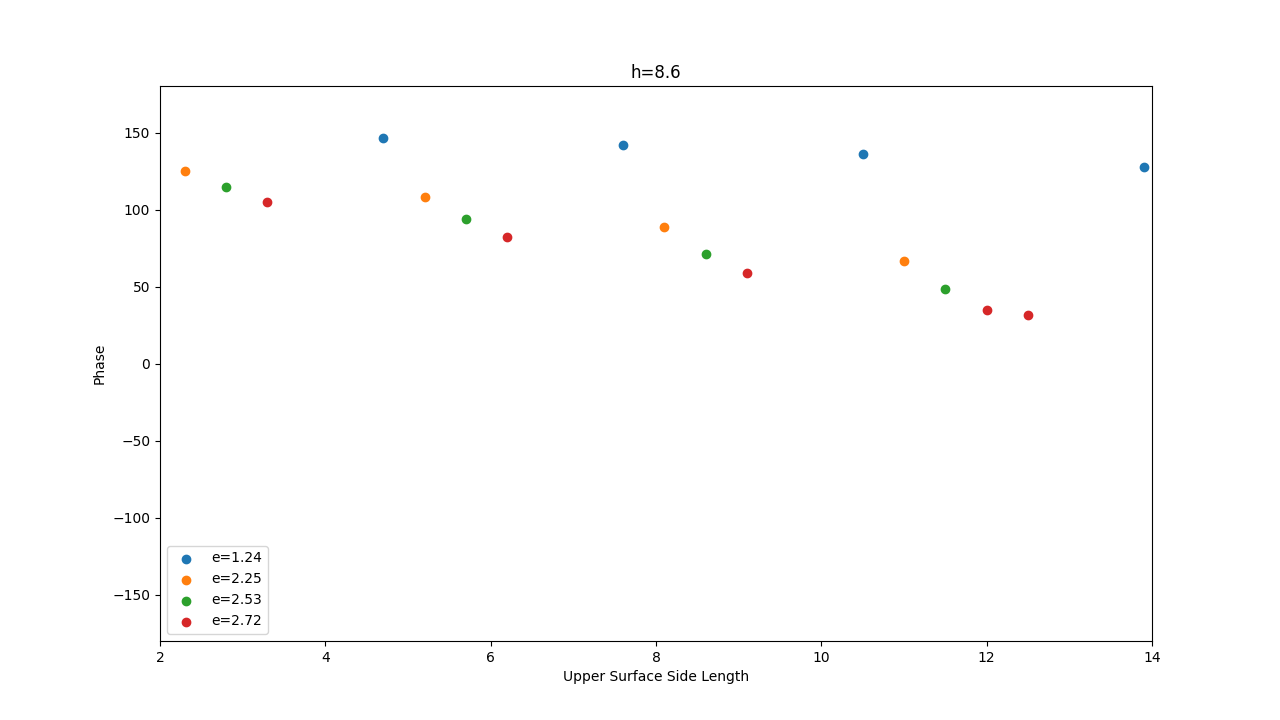 h=8.6
150
100
50
0
−50
−100
−150
Phase
e=1.24
e=2.25
e=2.53
e=2.72
2 4 6 8 10 12 14
Upper Surface Side Length